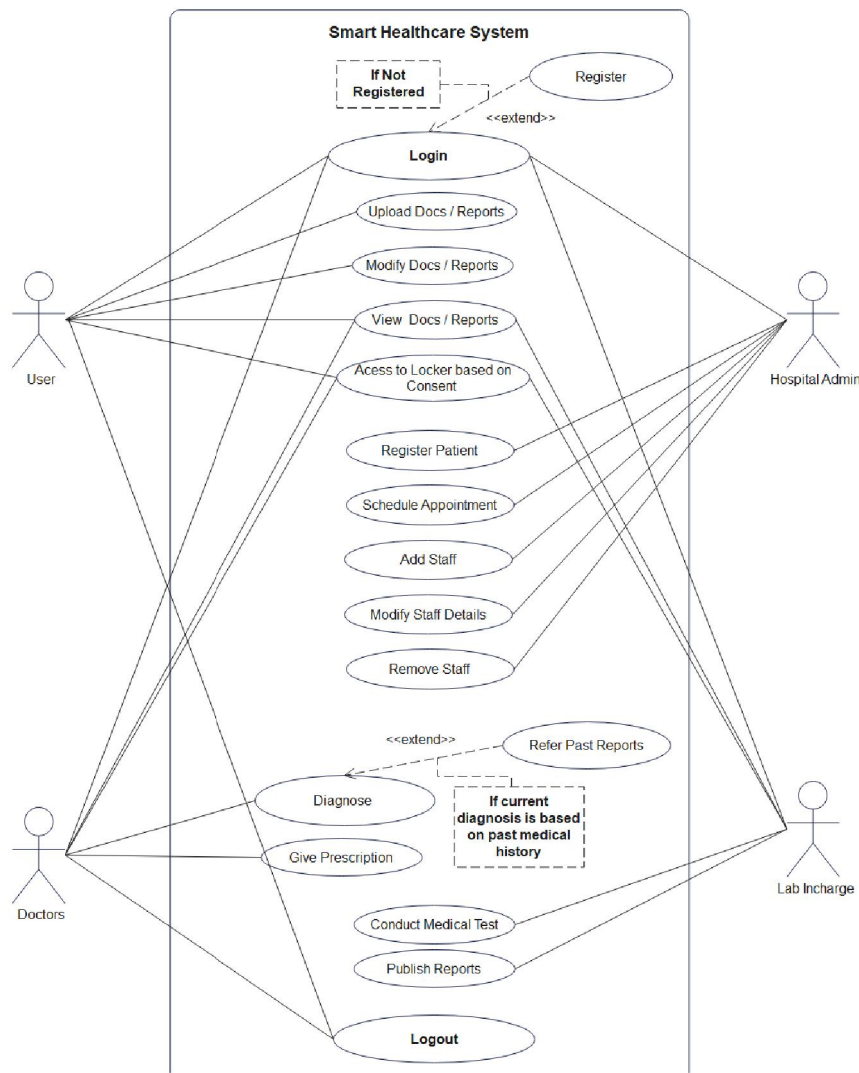 Smart Healthcare System
If Not
Registered
Register
<<extend>>
Login
Upload Docs / Reports
Modify Docs / Reports
View Docs / Reports
User
Hospital Admin
Acess to Locker based on
Consent
Register Patient
Schedule Appointment
Add Staff
Modify Staff Details
Remove Staff
<<extend>>
Refer Past Reports
Diagnose
If current
diagnosis is based
on past medical
history
Give Prescription
Doctors
Lab Incharge
Conduct Medical Test
Publish Reports
Logout